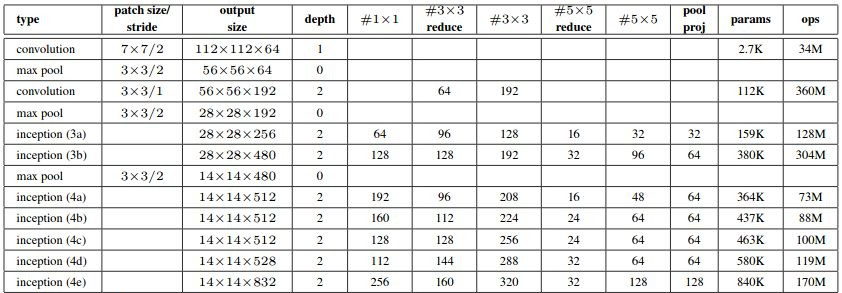 type patch size/ stride output size depth #1×1 #3×3 reduce #3×3 #5×5 reduce #5×5 pool proj params ops
convolution 7×7/2 112×112×64 1 2.7K 34M
max pool 3×3/2 56×56×64 0
convolution 3×3/1 56×56×192 2 64 192 112K 360M
max pool 3×3/2 28×28×192 0
inception (3a) 28×28×256 2 64 96 128 16 32 32 159K 128M
inception (3b) 28×28×480 2 128 128 192 32 96 64 380K 304M
max pool 3×3/2 14×14×480 0
inception (4a) 14×14×512 2 192 96 208 16 48 64 364K 73M
inception (4b) 14×14×512 2 160 112 224 24 64 64 437K 88M
inception (4c) 14×14×512 2 128 128 256 24 64 64 463K 100M
inception (4d) 14×14×528 2 112 144 288 32 64 64 580K 119M
inception (4e) 14×14×832 2 256 160 320 32 128 128 840K 170M